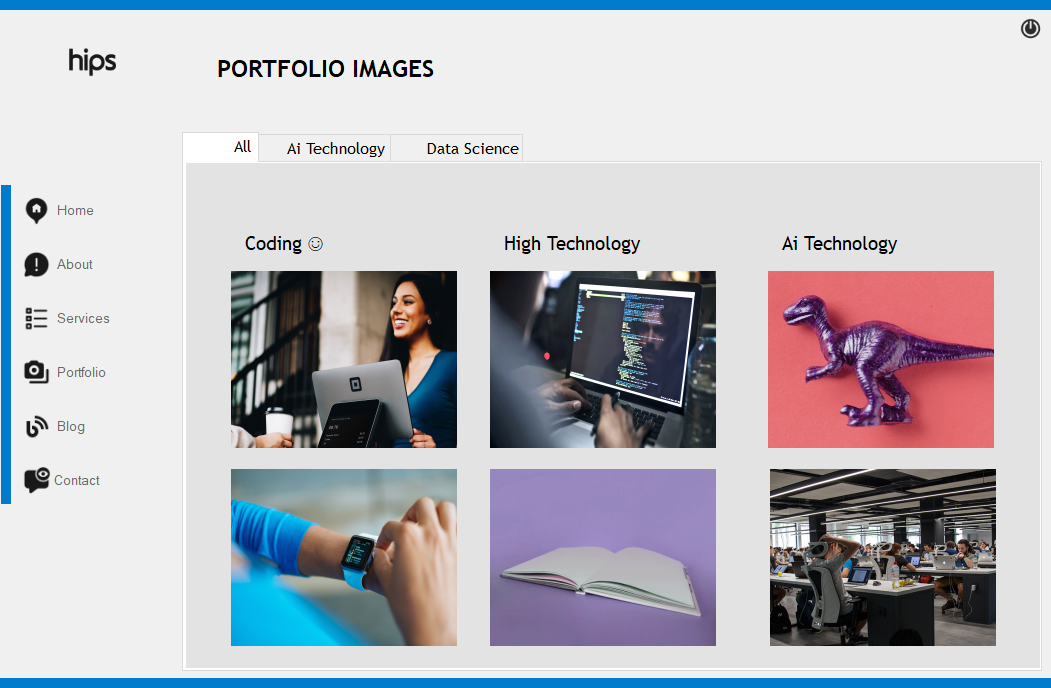 hips
PORTFOLIO IMAGES
All
Ai Technology
Data Science
Home
About
Services
Portfolio
Blog
Contact
Coding ☺
High Technology
Ai Technology